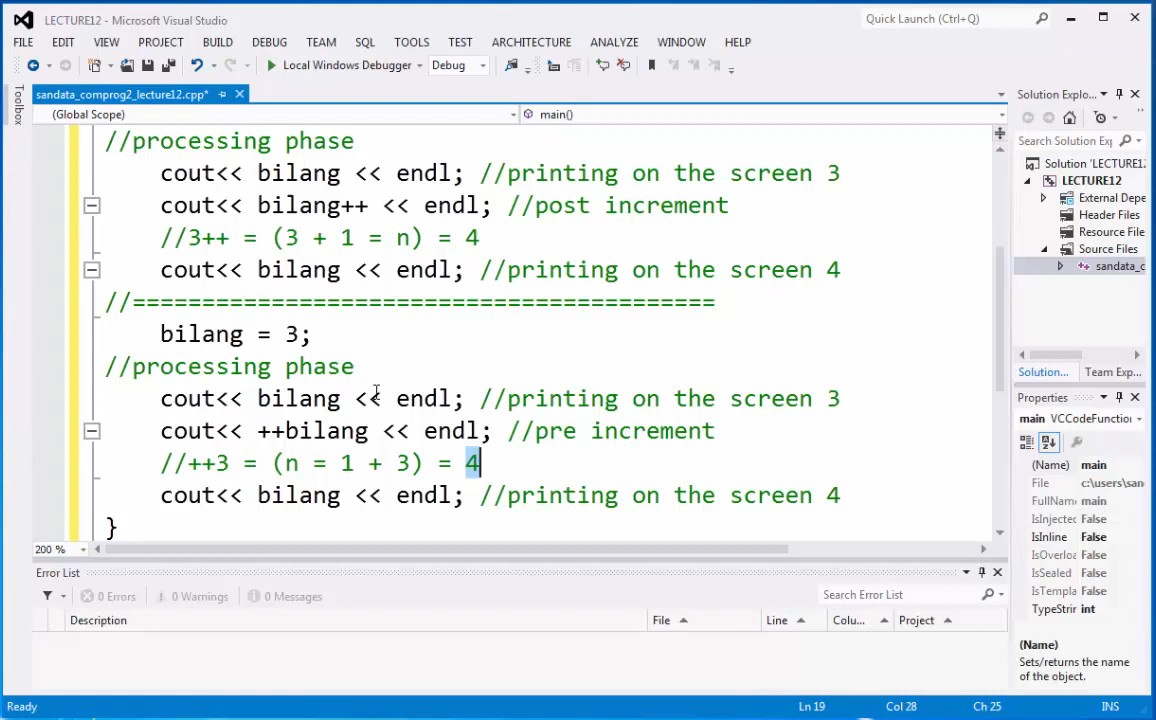 LECTURE12 - Microsoft Visual Studio
Quick Launch (Ctrl+Q)
FILE EDIT VIEW PROJECT BUILD DEBUG TEAM SQL TOOLS TEST ARCHITECTURE ANALYZE WINDOW HELP
Local Windows Debugger Debug
Toolbox
sandata_comprog2_lecture12.cpp*
(Global Scope) main()
//processing phase
cout<< bilang << endl; //printing on the screen 3
cout<< bilang++ << endl; //post increment
//3++ = (3 + 1 = n) = 4
cout<< bilang << endl; //printing on the screen 4
//==========================================
bilang = 3;
//processing phase
cout<< bilang << endl; //printing on the screen 3
cout<< ++bilang << endl; //pre increment
//++3 = (n = 1 + 3) = 4
cout<< bilang << endl; //printing on the screen 4
}
200 %
Error List
0 Errors 0 Warnings 0 Messages
Search Error List
Description File Line Colu... Project
Solution Explo...
Search Solution Exp
Solution 'LECTURE12
LECTURE12
External Depe
Header Files
Resource File
Source Files
sandata_c
Solution... Team Exp...
Properties
main VCCodeFunction
(Name) main
File c:\users\san
FullName main
IsInjected False
IsInline False
IsOverloa False
IsSealed False
IsTempla False
TypeStrin int
(Name)
Sets/returns the name
of the object.
Ready Ln 19 Col 28 Ch 25 INS